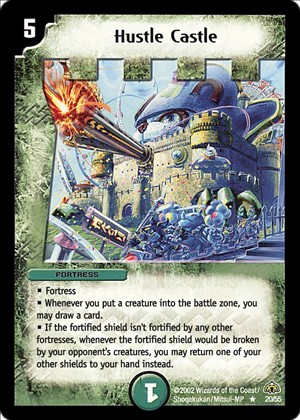 5
Hustle Castle
FORTRESS
▪ Fortress
▪ Whenever you put a creature into the battle zone, you
may draw a card.
▪ If the fortified shield isn't fortified by any other
fortresses, whenever the fortified shield would be broken
by your opponent's creatures, you may return one of your
other shields to your hand instead.
1
©2002 Wizards of the Coast/
Shogakukan/Mitsui-MP ★ 20/55